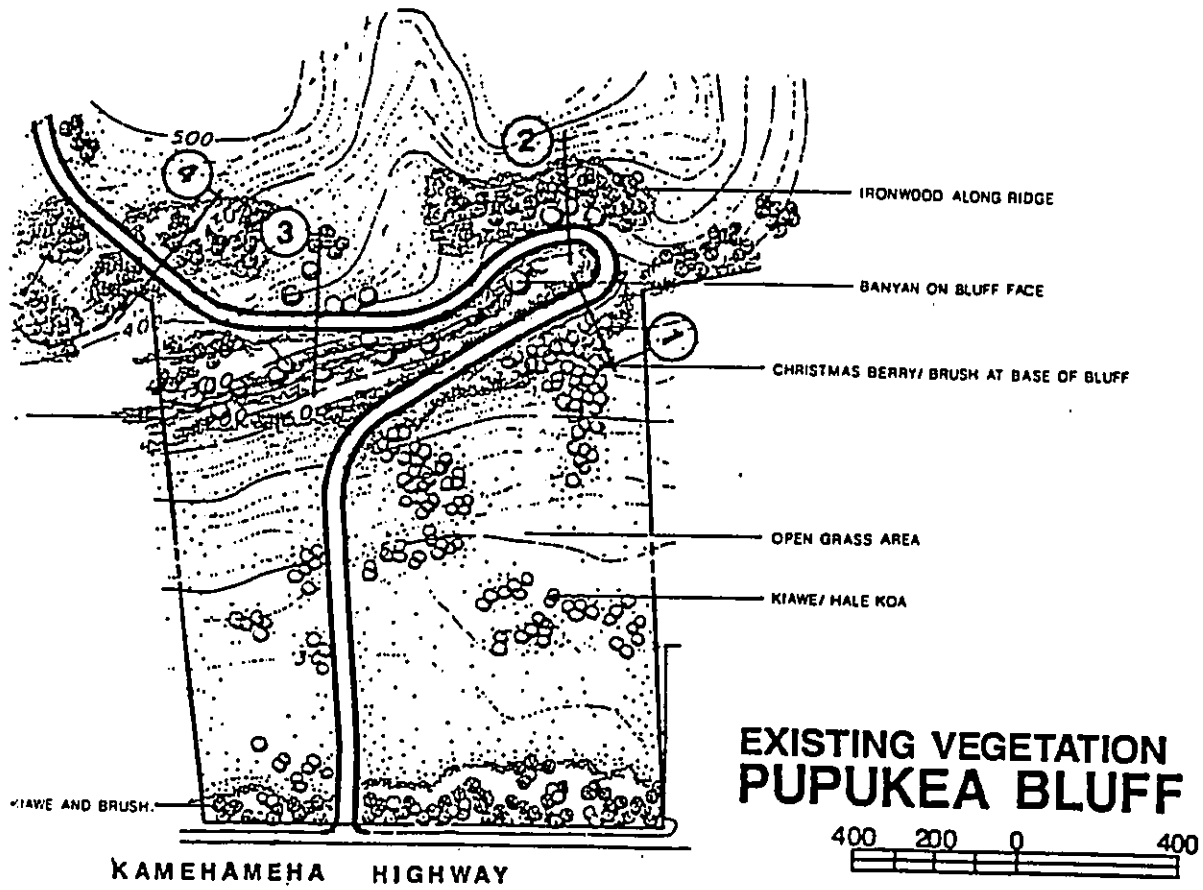 500
2
4
3
IRONWOOD ALONG RIDGE
BANYAN ON BLUFF FACE
40
1
CHRISTMAS BERRY/ BRUSH AT BASE OF BLUFF
OPEN GRASS AREA
KIAWE/ HALE KOA
EXISTING VEGETATION
PUPUKEA BLUFF
KIAWE AND BRUSH.
400 200 0 400
KAMEHAMEHA HIGHWAY